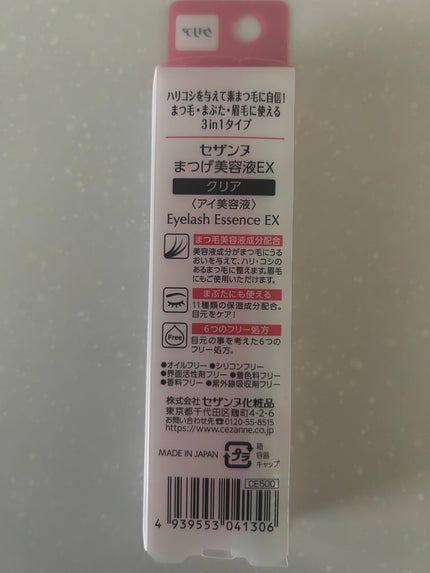 クリア
ハリコシを与えて素まつ毛に自信!
まつ毛・まぶた・眉毛に使える
3in1タイプ
セザンヌ
まつげ美容液EX
クリア
〈アイ美容液〉
Eyelash Essence EX
まつ毛美容液成分配合
美容液成分がまつ毛にうる
おいを与えて、ハリ・コシの
あるまつ毛に整えます。眉毛
にもご使用いただけます。
まぶたにも使える
11種類の保湿成分配合。
目元をケア!
6つのフリー処方
Free
目元の事を考えた6つの
フリー処方。
●オイルフリー ●シリコンフリー
●界面活性剤フリー ●着色料フリー
●香料フリー ●紫外線吸収剤フリー
株式会社 セザンヌ化粧品
東京都千代田区麹町4-2-6
お問い合わせ先☎0120-55-8515
https://www.cezanne.co.jp
MADE IN JAPAN
プラ
箱
容器
キャップ
CE500
4 939553 041306